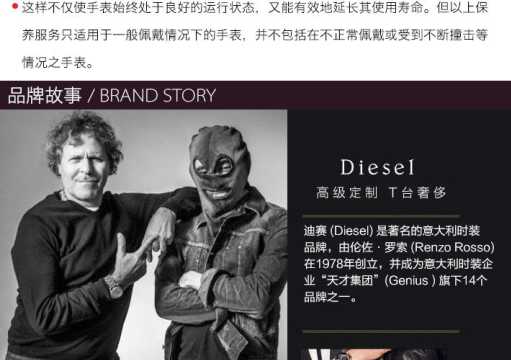 这样不仅使手表始终处于良好的运行状态，又能有效地延长其使用寿命。但以上保
养服务只适用于一般佩戴情况下的手表，并不包括在不正常佩戴或受到不断撞击等
情况之手表。
品牌故事 / BRAND STORY
Diesel
高级定制 T台奢侈
迪赛 (Diesel) 是著名的意大利时装
品牌，由伦佐·罗索 (Renzo Rosso)
在1978年创立，并成为意大利时装企
业“天才集团”(Genius ) 旗下14个
品牌之一。